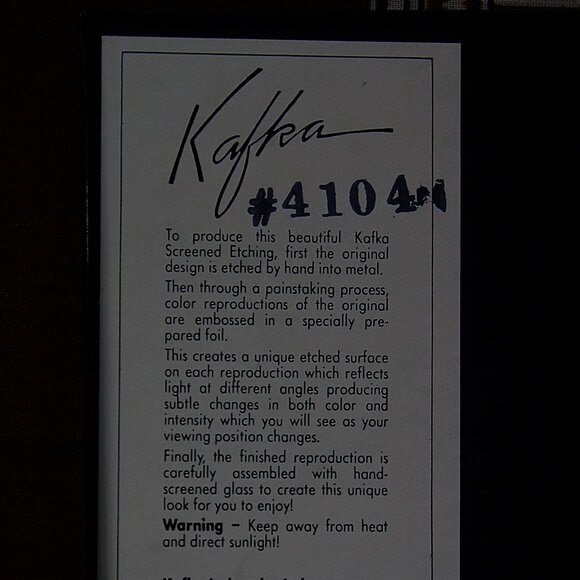 Kafka
#4104
To produce this beautiful Kafka
Screened Etching, first the original
design is etched by hand into metal.
Then through a painstaking process,
color reproductions of the original
are embossed in a specially pre-
pared foil.
This creates a unique etched surface
on each reproduction which reflects
light at different angles producing
subtle changes in both color and
intensity which you will see as your
viewing position changes.
Finally, the finished reproduction is
carefully assembled with hand-
screened glass to create this unique
look for you to enjoy!
Warning – Keep away from heat
and direct sunlight!